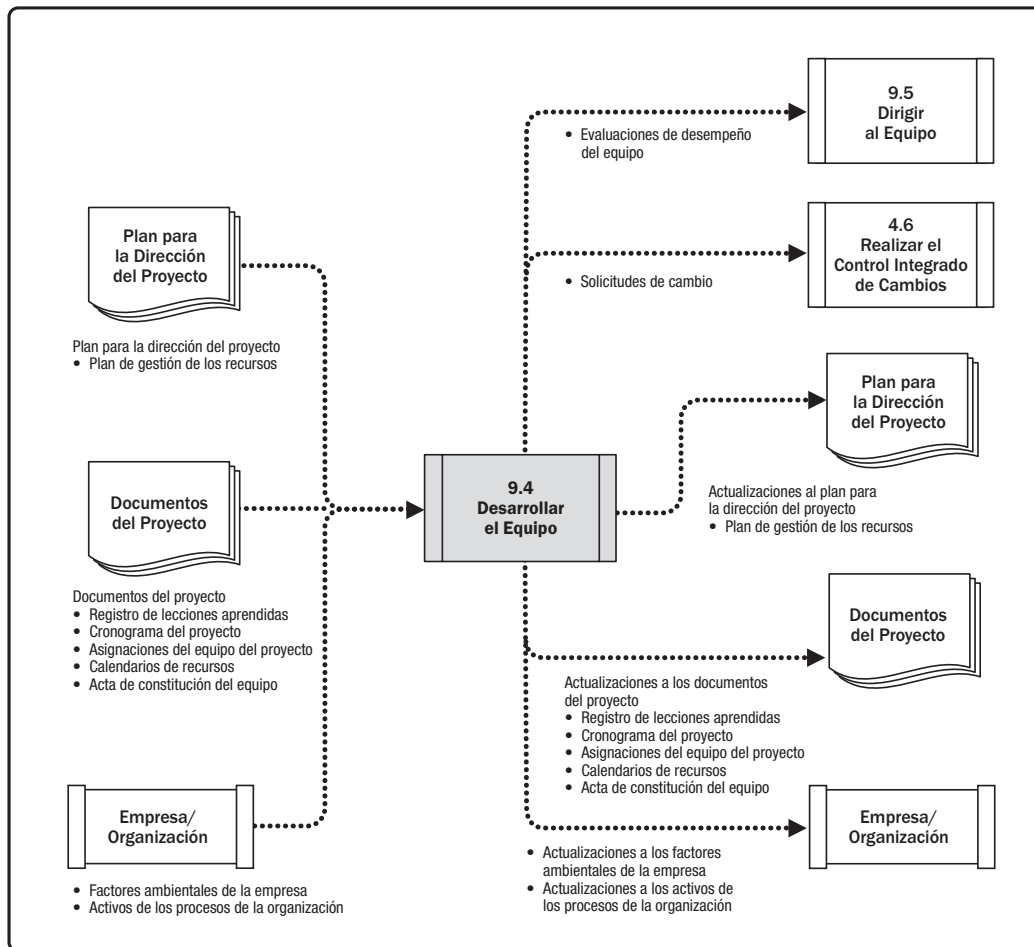 Plan para
la Dirección
del Proyecto
Plan para la dirección del proyecto
• Plan de gestión de los recursos
Documentos
del Proyecto
Documentos del proyecto
• Registro de lecciones aprendidas
• Cronograma del proyecto
• Asignaciones del equipo del proyecto
• Calendarios de recursos
• Acta de constitución del equipo
Empresa/
Organización
• Factores ambientales de la empresa
• Activos de los procesos de la organización
9.4
Desarrollar
el Equipo
• Evaluaciones de desempeño
del equipo
9.5
Dirigir
al Equipo
• Solicitudes de cambio
4.6
Realizar el
Control Integrado
de Cambios
Plan para
la Dirección
del Proyecto
Actualizaciones al plan para
la dirección del proyecto
• Plan de gestión de los recursos
Documentos
del Proyecto
Actualizaciones a los documentos
del proyecto
• Registro de lecciones aprendidas
• Cronograma del proyecto
• Asignaciones del equipo del proyecto
• Calendarios de recursos
• Acta de constitución del equipo
Empresa/
Organización
• Actualizaciones a los factores
ambientales de la empresa
• Actualizaciones a los activos de
los procesos de la organización